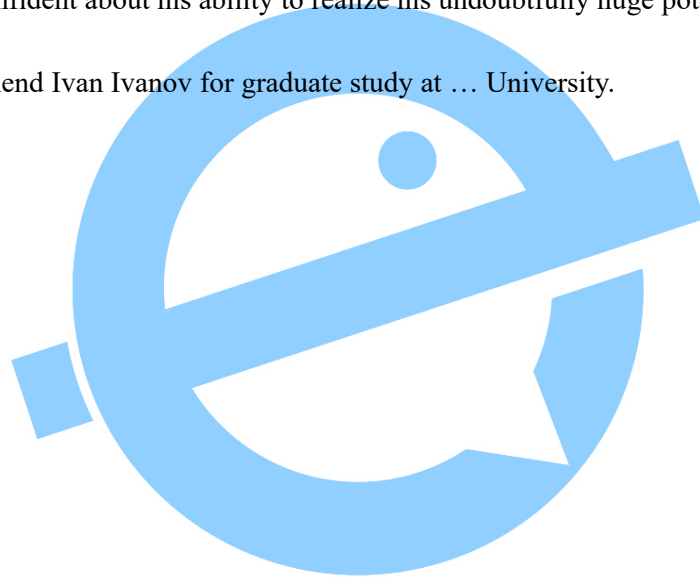 about his ability to realize his undoubtfully huge
Ivan Ivanov for graduate study at … University.